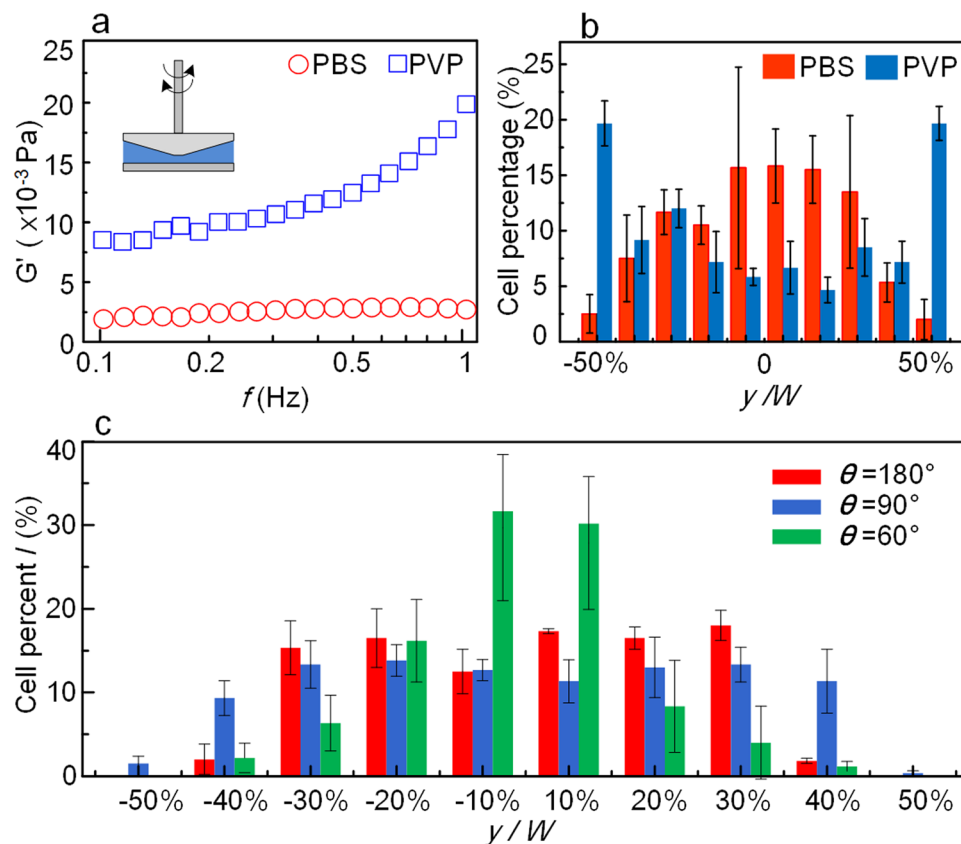 a
PBS PVP
25
20
15
10
5
0
G' ( x10⁻³ Pa)
0.1 0.2 0.5 1
f (Hz)
b
PBS PVP
25
20
15
10
5
0
Cell percentage (%)
-50% 0 50%
y /W
c
θ =180°
θ =90°
θ =60°
40
30
20
10
0
Cell percent / (%)
-50% -40% -30% -20% -10% 10% 20% 30% 40% 50%
y / W